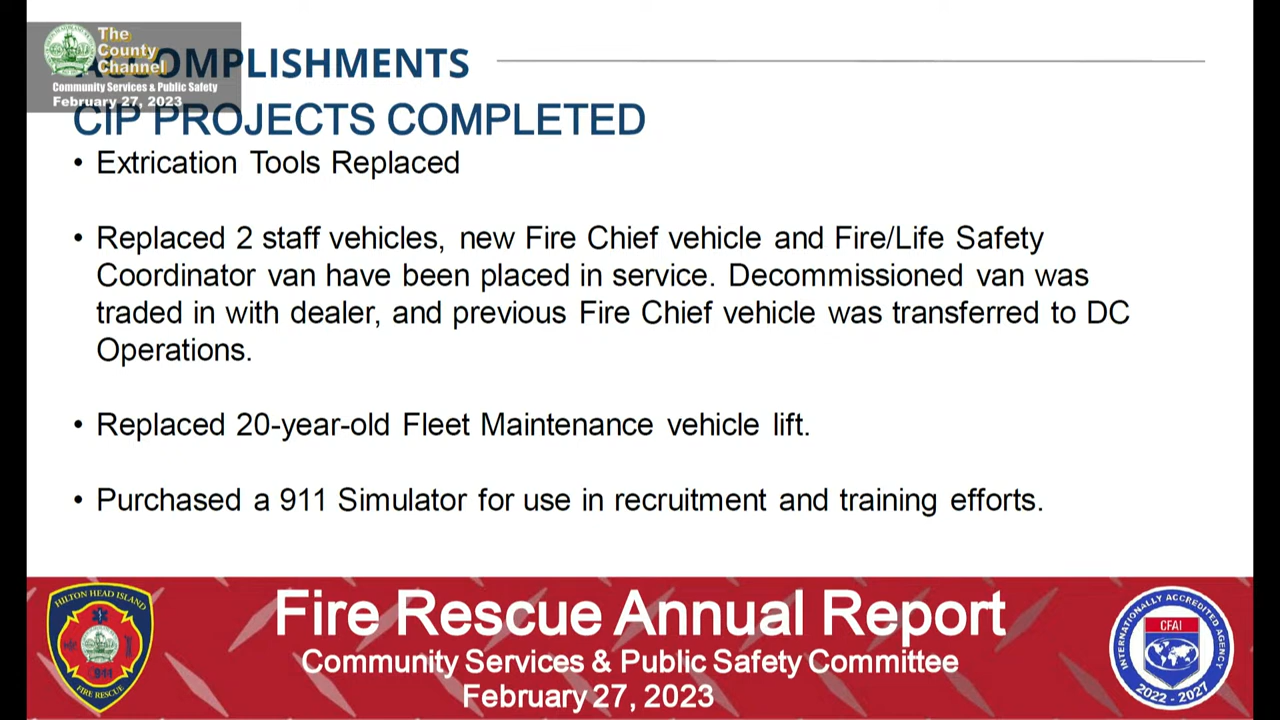 The
County
Channel
Community Services & Public Safety
February 27, 2023
ACCOMPLISHMENTS
CIP PROJECTS COMPLETED
• Extrication Tools Replaced
• Replaced 2 staff vehicles, new Fire Chief vehicle and Fire/Life Safety
Coordinator van have been placed in service. Decommissioned van was
traded in with dealer, and previous Fire Chief vehicle was transferred to DC
Operations.
• Replaced 20-year-old Fleet Maintenance vehicle lift.
• Purchased a 911 Simulator for use in recruitment and training efforts.
HILTON HEAD ISLAND
911
FIRE RESCUE
Fire Rescue Annual Report
Community Services & Public Safety Committee
February 27, 2023
INTERNATIONALLY ACCREDITED AGENCY
CFAI
2022 - 2027